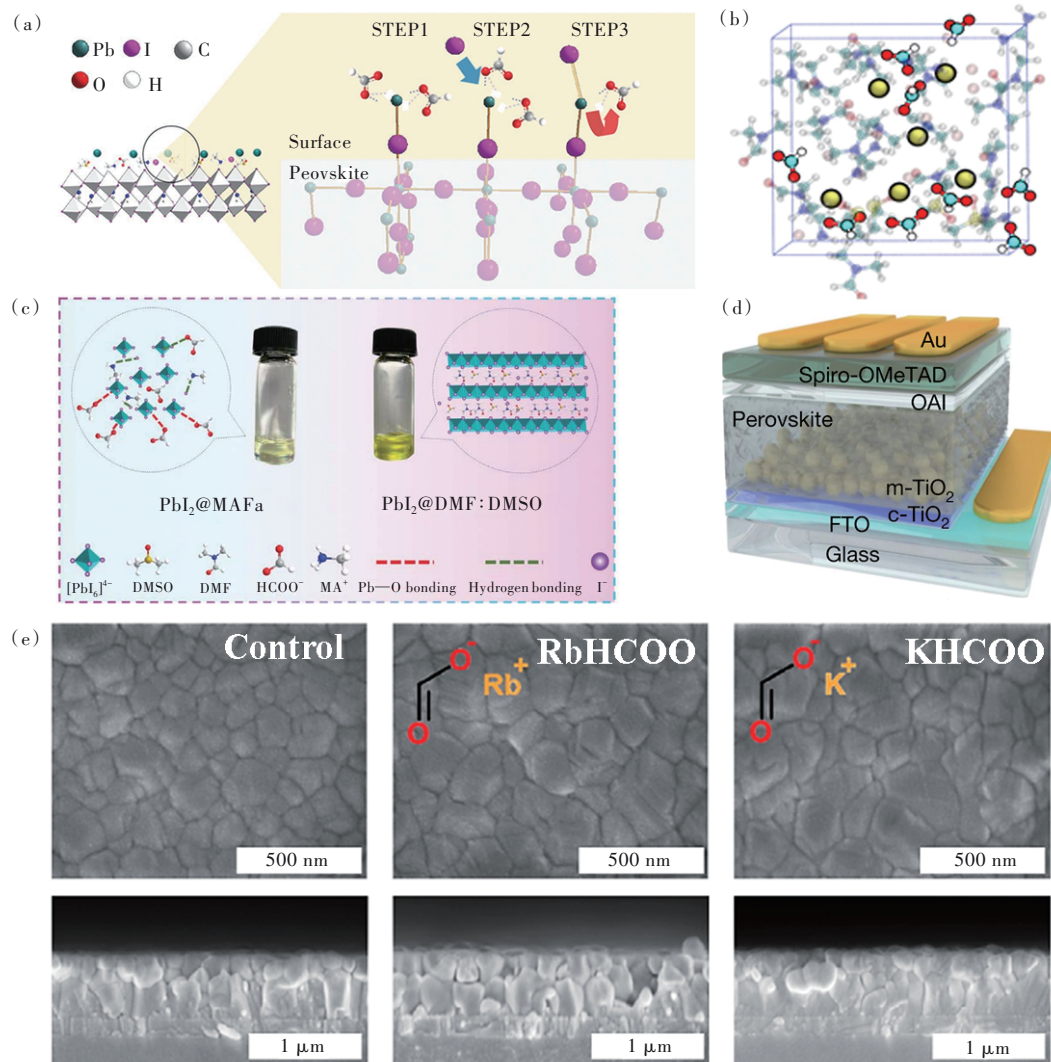 (a)
Pb I C
O H
STEP1 STEP2 STEP3
Surface
Peovskite
(b)
(c)
PbI₂@MAFa
PbI₂@DMF:DMSO
[PbI₆]⁴⁻ DMSO DMF HCOO⁻ MA⁺ Pb—O bonding Hydrogen bonding I⁻
(d)
Au
Spiro-OMeTAD
OAI
Perovskite
m-TiO₂
c-TiO₂
FTO
Glass
(e)
Control
500 nm
RbHCOO
O⁻
Rb⁺
O
500 nm
KHCOO
O⁻
K⁺
O
500 nm
1 μm
1 μm
1 μm